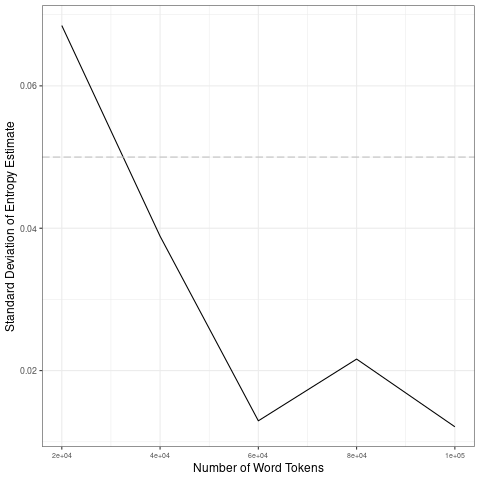 Standard Deviation of Entropy Estimate
0.06
0.04
0.02
2e+04 4e+04 6e+04 8e+04 1e+05
Number of Word Tokens